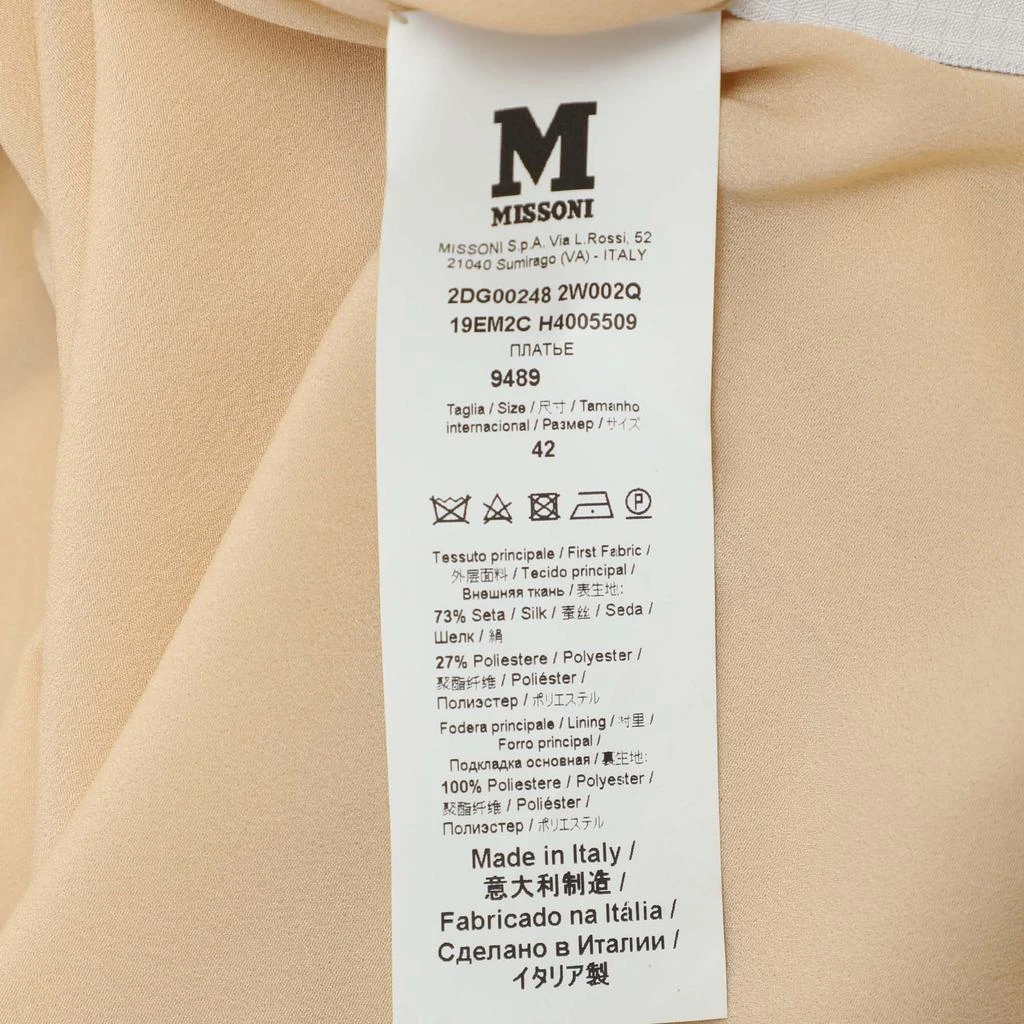 M
MISSONI
MISSONI S.p.A. Via L.Rossi, 52
21040 Sumirago (VA) - ITALY
2DG00248 2W002Q
19EM2C H4005509
ПЛАТЬЕ
9489
Taglia / Size / 尺寸 / Tamanho
internacional / Размер / サイズ
42
P
Tessuto principale / First Fabric /
外层面料 / Tecido principal /
Внешняя ткань / 表生地:
73% Seta / Silk / 蚕丝 / Seda /
Шелк / 絹
27% Poliestere / Polyester /
聚酯纤维 / Poliéster /
Полиэстер / ポリエステル
Fodera principale / Lining / 衬里 /
Forro principal /
Подкладка основная / 裏生地:
100% Poliestere / Polyester /
聚酯纤维 / Poliéster /
Полиэстер / ポリエステル
Made in Italy /
意大利制造 /
Fabricado na Itália /
Сделано в Италии /
イタリア製